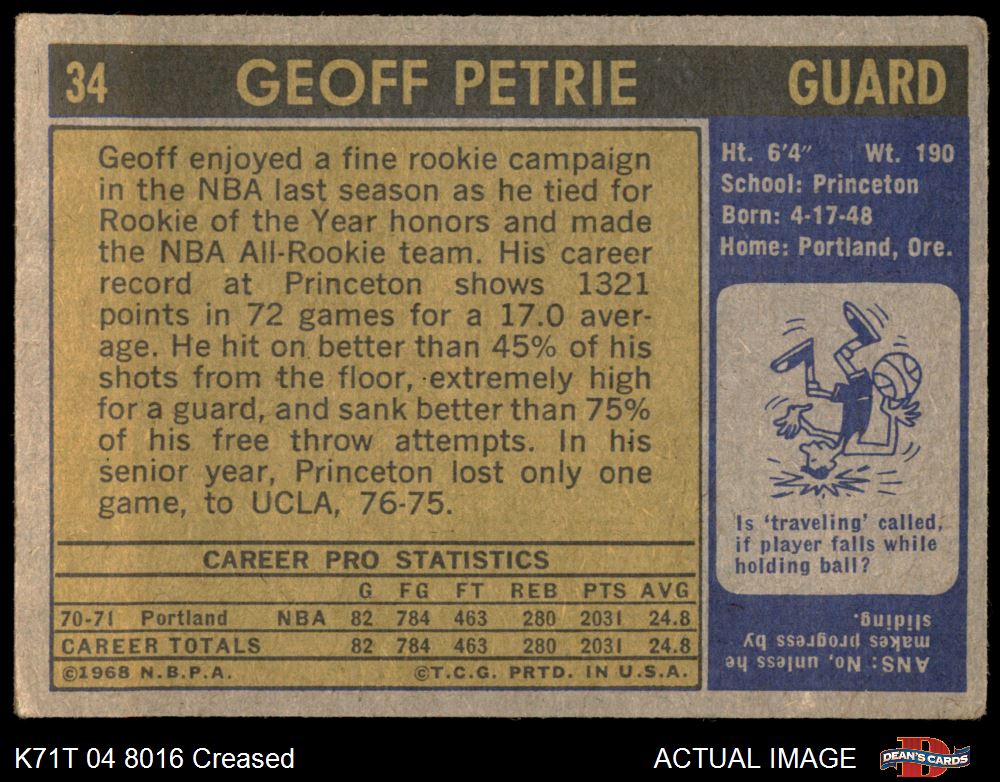 34 GEOFF PETRIE GUARD
Geoff enjoyed a fine rookie campaign
in the NBA last season as he tied for
Rookie of the Year honors and made
the NBA All-Rookie team. His career
record at Princeton shows 1321
points in 72 games for a 17.0 aver-
age. He hit on better than 45% of his
shots from the floor, extremely high
for a guard, and sank better than 75%
of his free throw attempts. In his
senior year, Princeton lost only one
game, to UCLA, 76-75.
CAREER PRO STATISTICS
G FG FT REB PTS AVG
70-71 Portland NBA 82 784 463 280 2031 24.8
CAREER TOTALS 82 784 463 280 2031 24.8
©1968 N.B.P.A. ©T.C.G. PRTD. IN U.S.A.
Ht. 6'4" Wt. 190
School: Princeton
Born: 4-17-48
Home: Portland, Ore.
Is 'traveling' called,
if player falls while
holding ball?
ANS: No, unless he
makes progress by
sliding.
K71T 04 8016 Creased ACTUAL IMAGE
D
DEAN'S CARDS